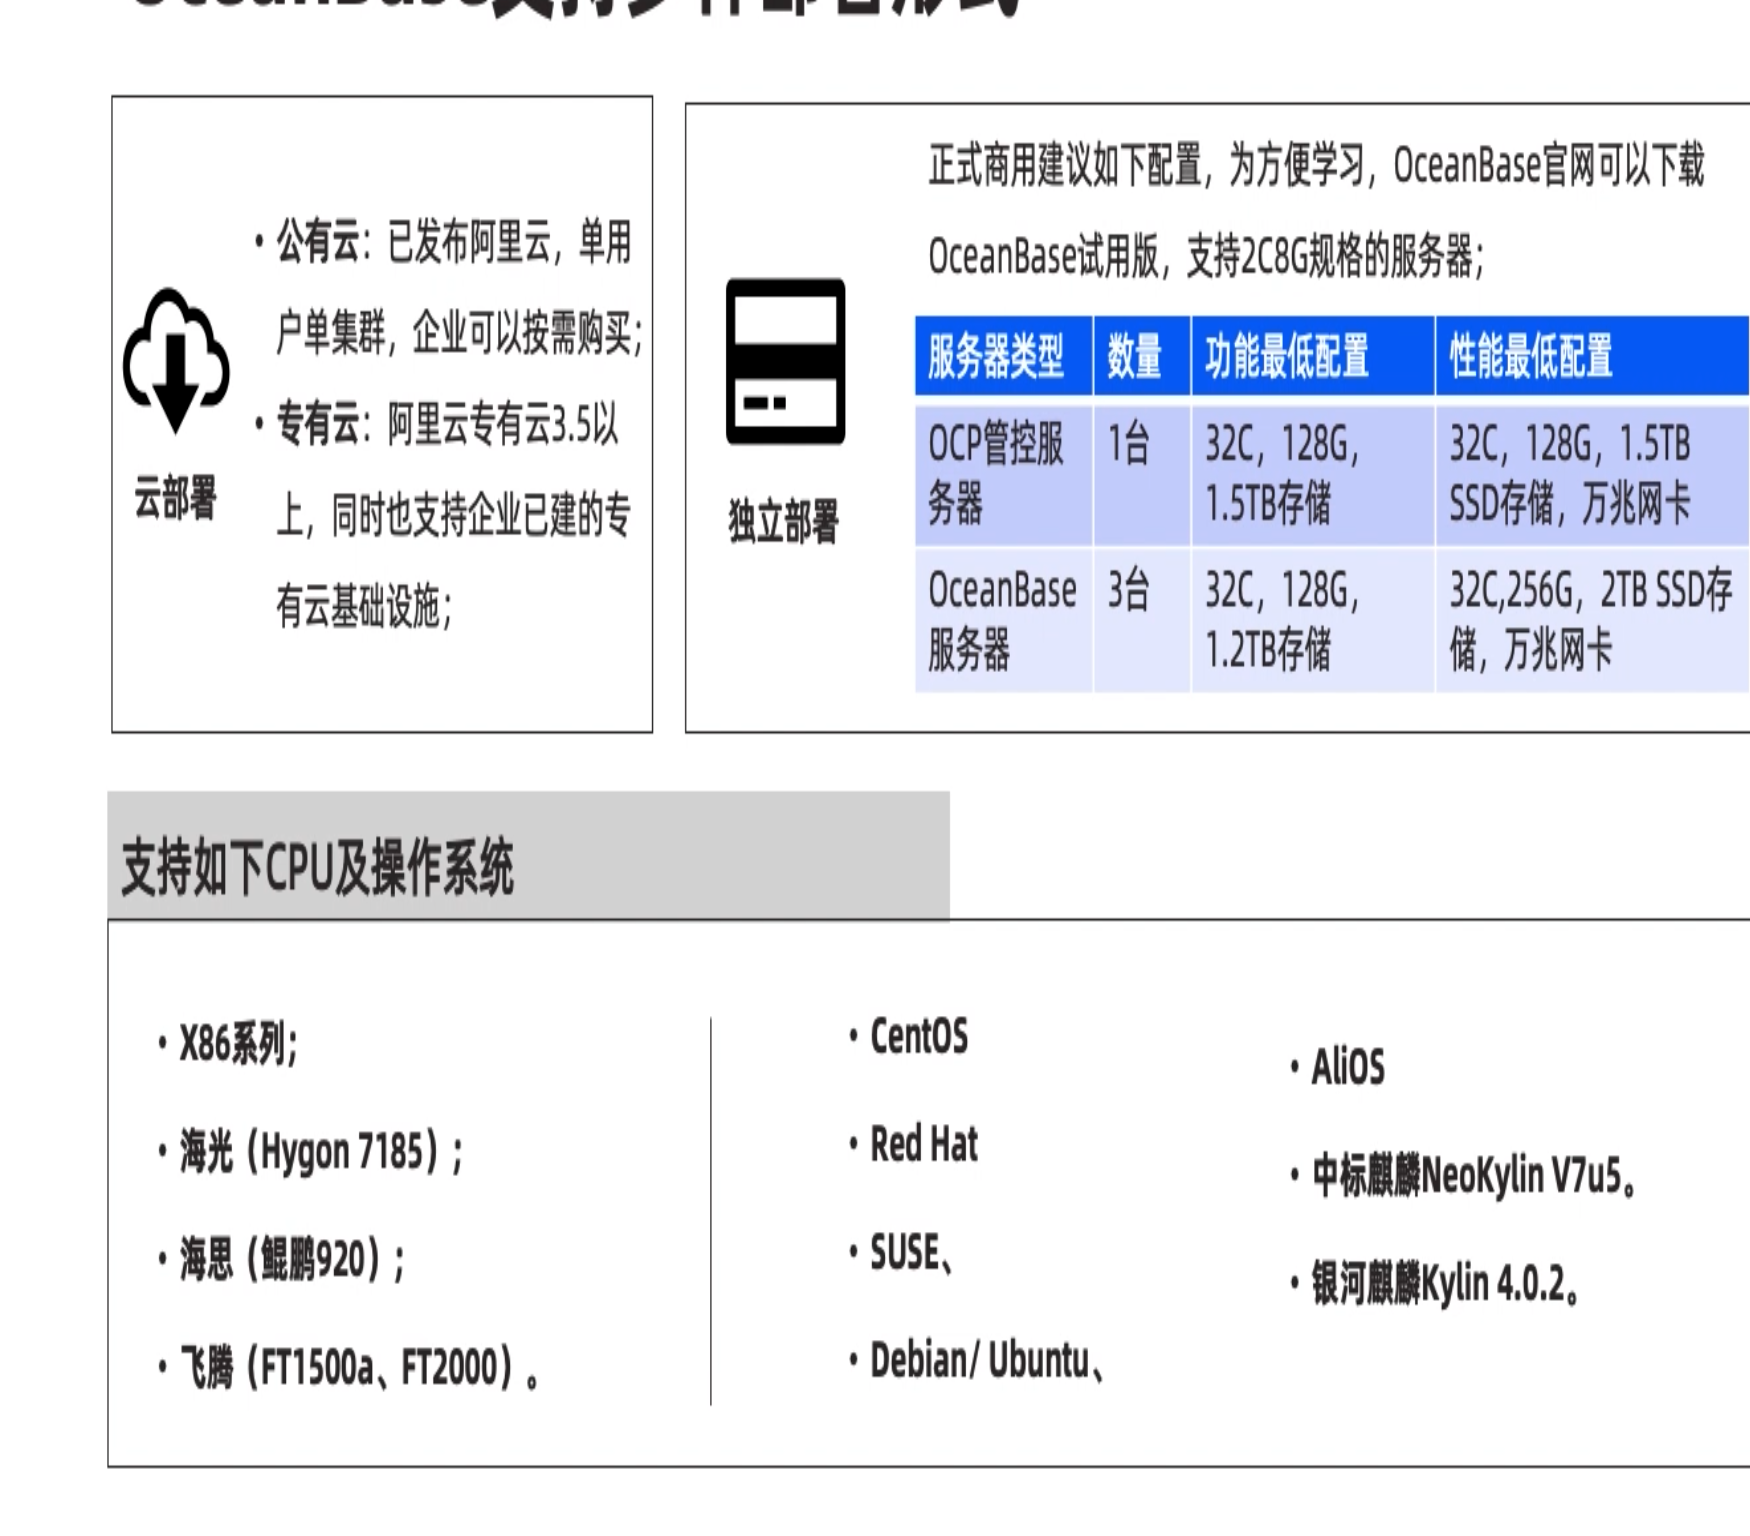 OceanBase支持多种部署形式
• 公有云：已发布阿里云，单用
户单集群，企业可以按需购买；
• 专有云：阿里云专有云3.5以
上，同时也支持企业已建的专
有云基础设施；
云部署
正式商用建议如下配置，为方便学习，OceanBase官网可以下载
OceanBase试用版，支持2C8G规格的服务器；
独立部署
服务器类型 数量 功能最低配置 性能最低配置
OCP管控服 1台 32C，128G， 32C，128G，1.5TB
务器 1.5TB存储 SSD存储，万兆网卡
OceanBase 3台 32C，128G， 32C,256G，2TB SSD存
服务器 1.2TB存储 储，万兆网卡
支持如下CPU及操作系统
• X86系列；
• 海光（Hygon 7185）；
• 海思（鲲鹏920）；
• 飞腾（FT1500a、FT2000）。
• CentOS
• Red Hat
• SUSE、
• Debian/ Ubuntu、
• AliOS
• 中标麒麟NeoKylin V7u5。
• 银河麒麟Kylin 4.0.2。